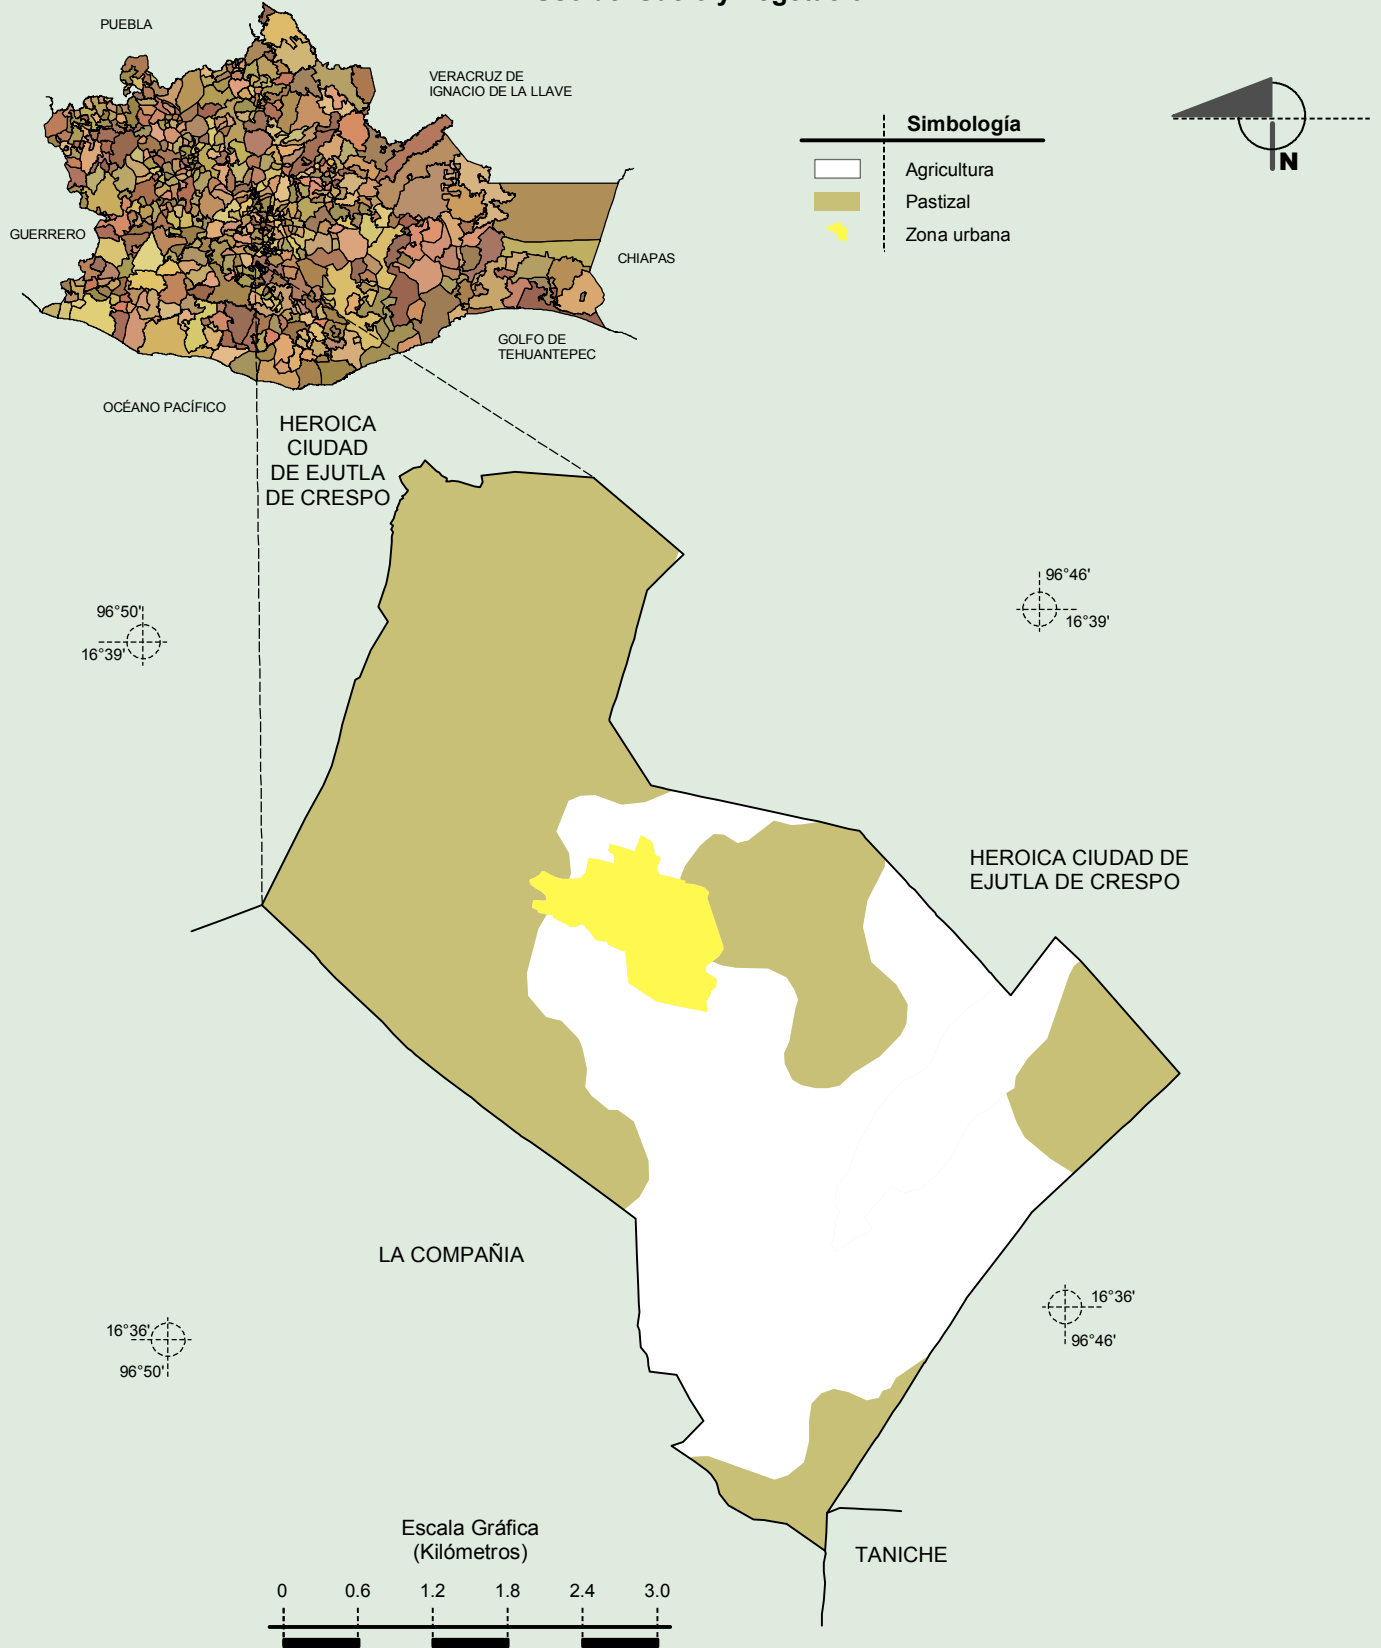 PUEBLA
VERACRUZ DE
IGNACIO DE LA LLAVE
GUERRERO
CHIAPAS
GOLFO DE
TEHUANTEPEC
OCÉANO PACÍFICO
Simbología
Agricultura
Pastizal
Zona urbana
N
HEROICA
CIUDAD
DE EJUTLA
DE CRESPO
96°50'
16°39'
96°46'
16°39'
HEROICA CIUDAD DE
EJUTLA DE CRESPO
LA COMPAÑIA
16°36'
96°50'
16°36'
96°46'
TANICHE
Escala Gráfica
(Kilómetros)
0 0.6 1.2 1.8 2.4 3.0